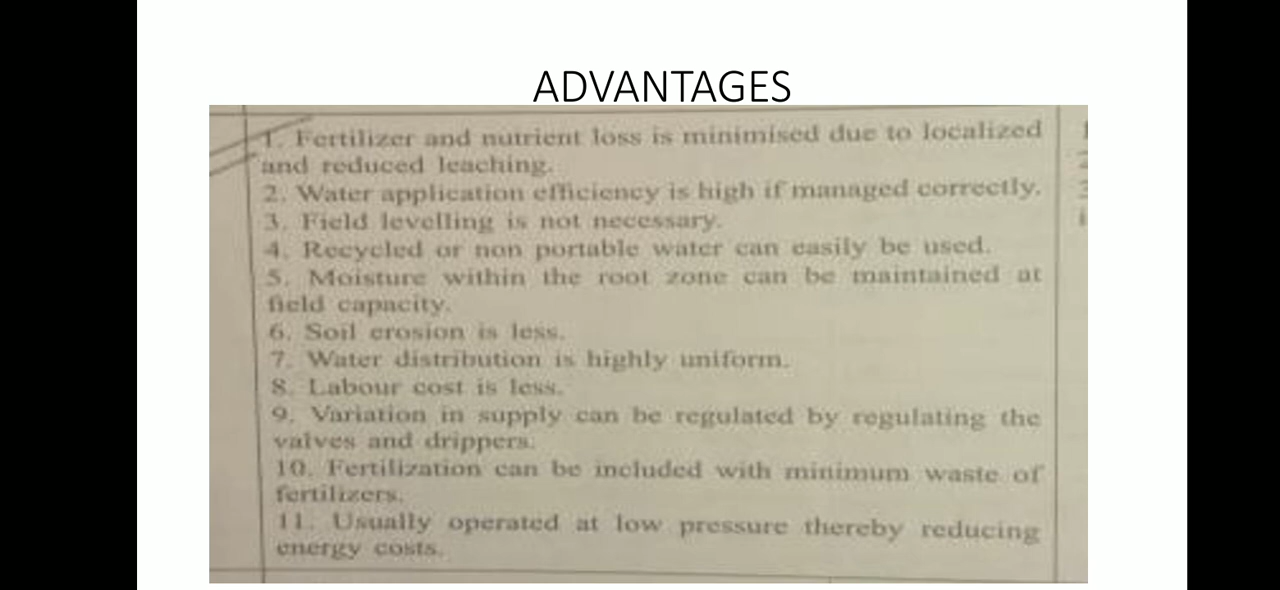 ADVANTAGES
1. Fertilizer and nutrient loss is minimised due to localized
and reduced leaching.
2. Water application efficiency is high if managed correctly.
3. Field levelling is not necessary.
4. Recycled or non portable water can easily be used.
5. Moisture within the root zone can be maintained at
field capacity.
6. Soil erosion is less.
7. Water distribution is highly uniform.
8. Labour cost is less.
9. Variation in supply can be regulated by regulating the
valves and drippers.
10. Fertilization can be included with minimum waste of
fertilizers.
11. Usually operated at low pressure thereby reducing
energy costs.